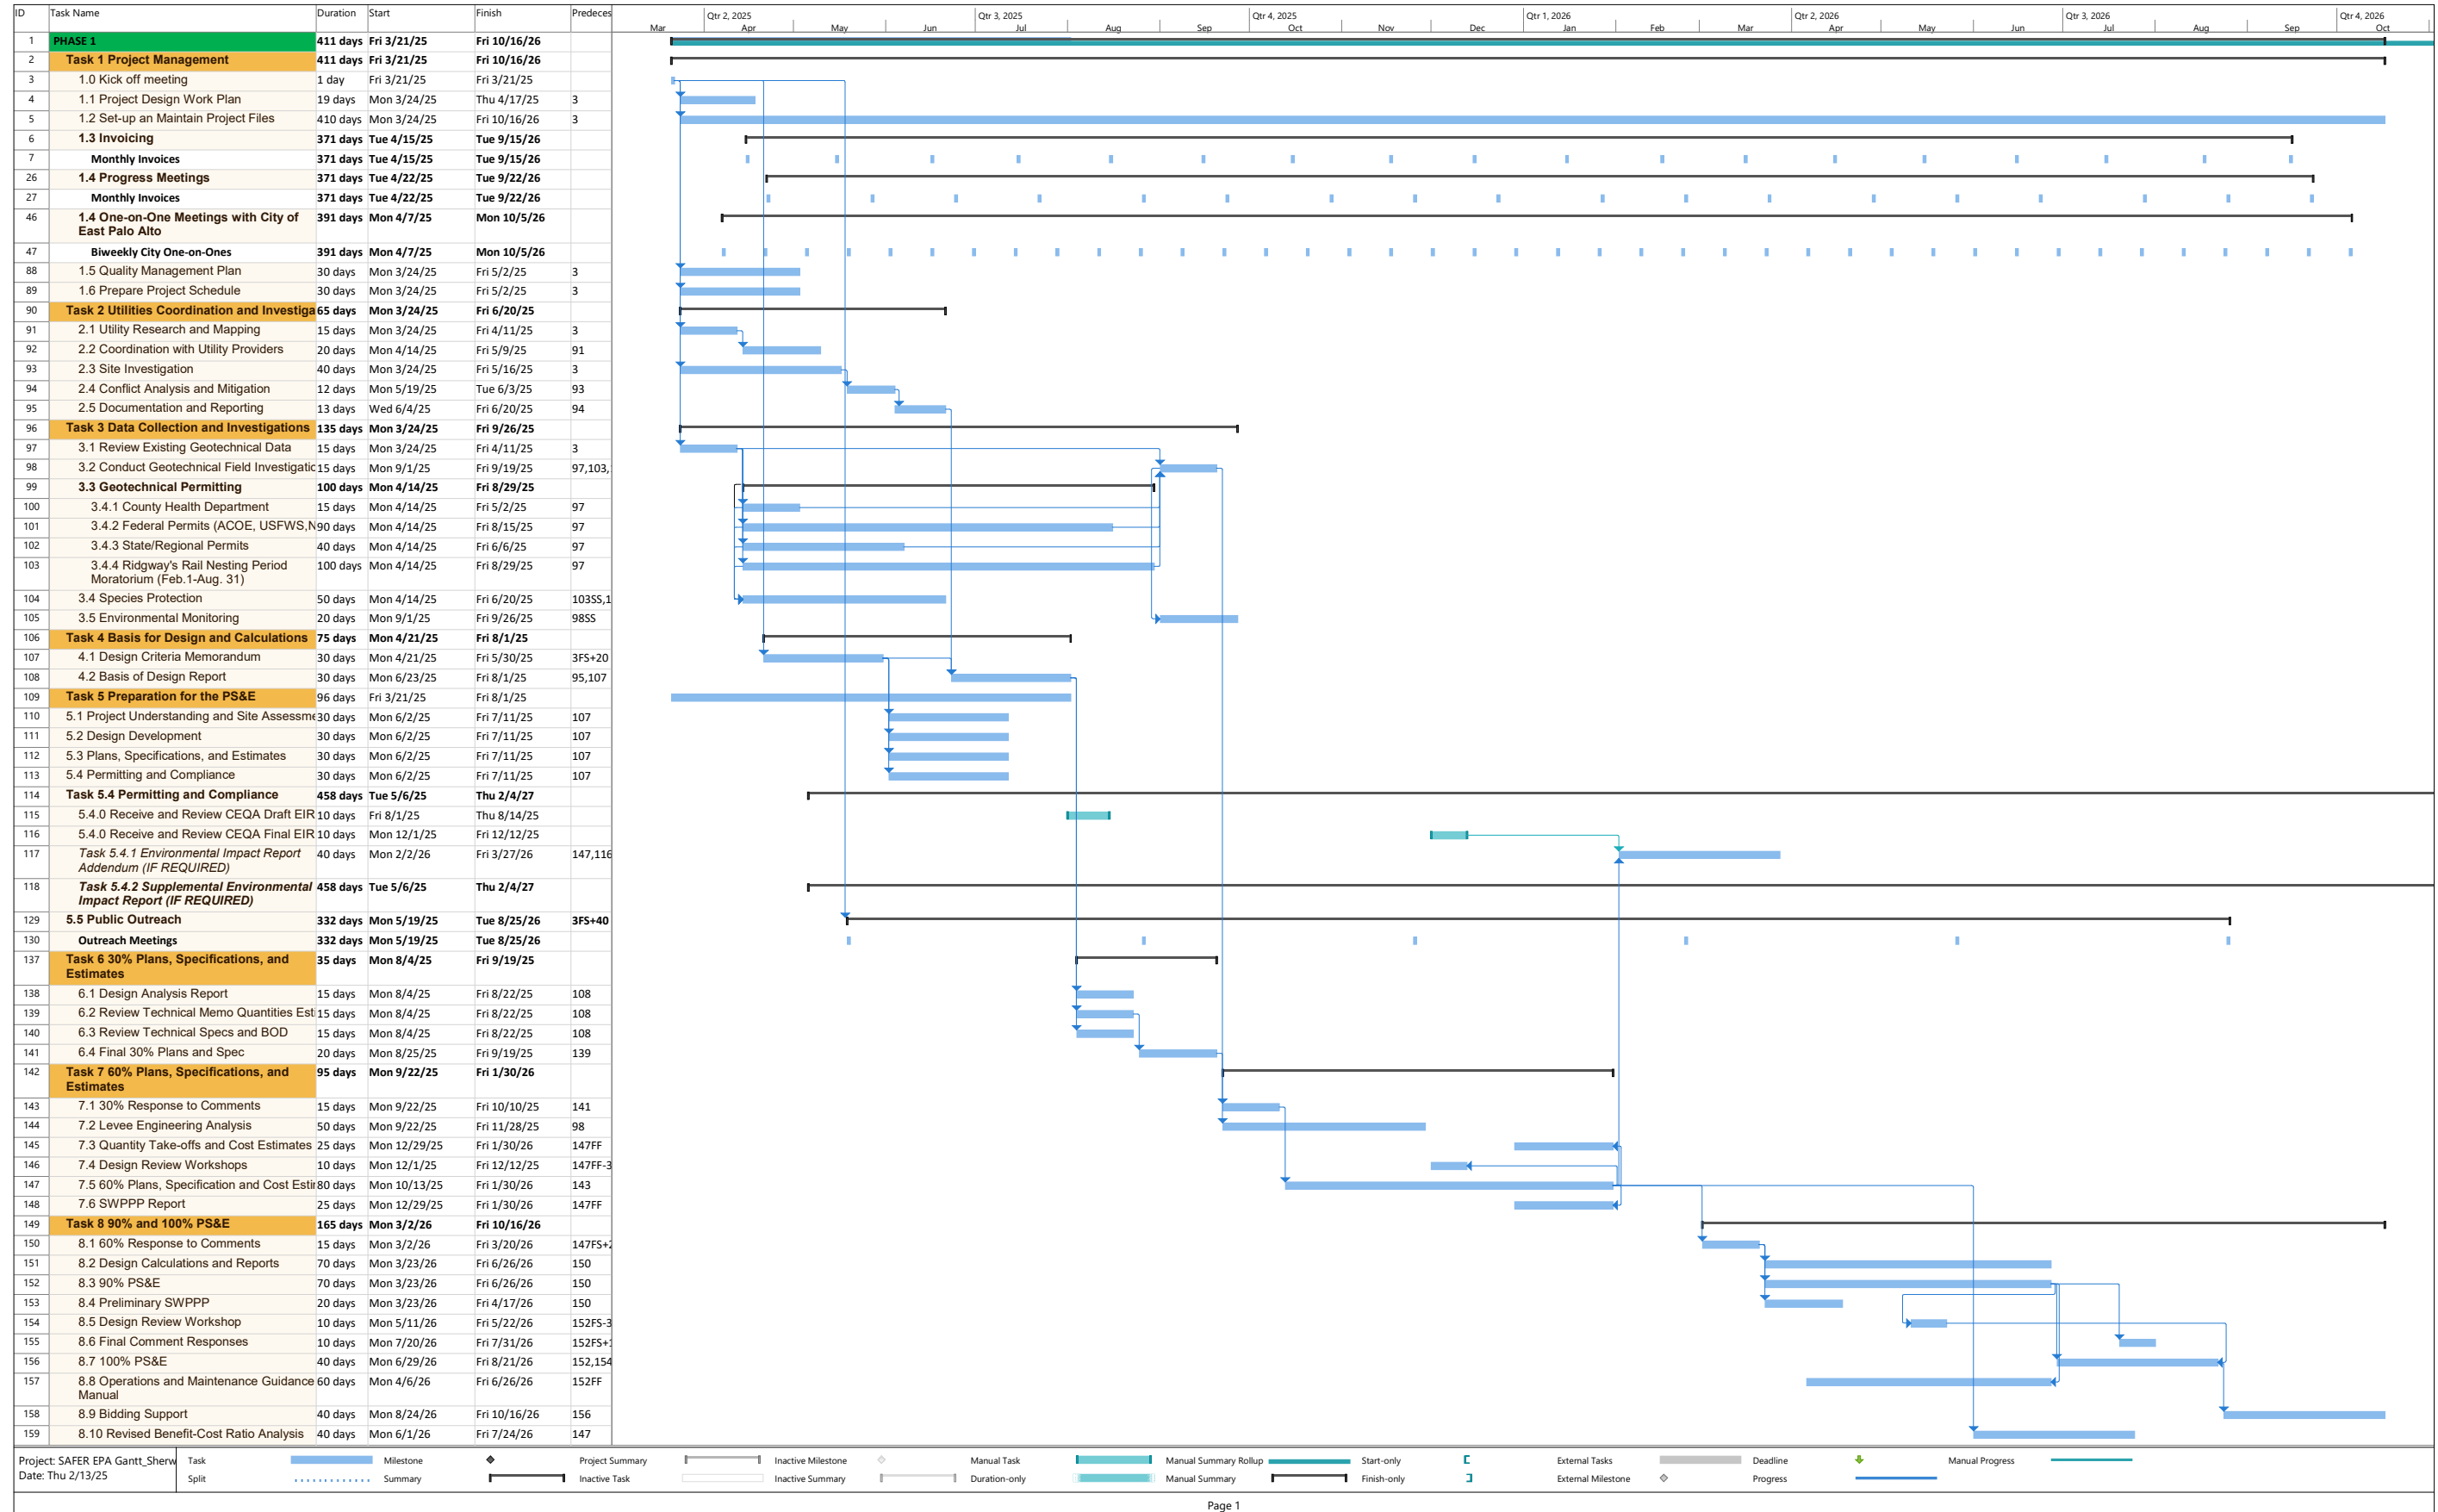 ID Task Name Duration Start Finish Predeces
Qtr 2, 2025 Qtr 3, 2025 Qtr 4, 2025 Qtr 1, 2026 Qtr 2, 2026 Qtr 3, 2026 Qtr 4, 2026
Mar Apr May Jun Jul Aug Sep Oct Nov Dec Jan Feb Mar Apr May Jun Jul Aug Sep Oct
1 PHASE 1 411 days Fri 3/21/25 Fri 10/16/26
2 Task 1 Project Management 411 days Fri 3/21/25 Fri 10/16/26
3 1.0 Kick off meeting 1 day Fri 3/21/25 Fri 3/21/25
4 1.1 Project Design Work Plan 19 days Mon 3/24/25 Thu 4/17/25 3
5 1.2 Set-up an Maintain Project Files 410 days Mon 3/24/25 Fri 10/16/26 3
6 1.3 Invoicing 371 days Tue 4/15/25 Tue 9/15/26
7 Monthly Invoices 371 days Tue 4/15/25 Tue 9/15/26
26 1.4 Progress Meetings 371 days Tue 4/22/25 Tue 9/22/26
27 Monthly Invoices 371 days Tue 4/22/25 Tue 9/22/26
46 1.4 One-on-One Meetings with City of 391 days Mon 4/7/25 Mon 10/5/26
East Palo Alto
47 Biweekly City One-on-Ones 391 days Mon 4/7/25 Mon 10/5/26
88 1.5 Quality Management Plan 30 days Mon 3/24/25 Fri 5/2/25 3
89 1.6 Prepare Project Schedule 30 days Mon 3/24/25 Fri 5/2/25 3
90 Task 2 Utilities Coordination and Investiga 65 days Mon 3/24/25 Fri 6/20/25
91 2.1 Utility Research and Mapping 15 days Mon 3/24/25 Fri 4/11/25 3
92 2.2 Coordination with Utility Providers 20 days Mon 4/14/25 Fri 5/9/25 91
93 2.3 Site Investigation 40 days Mon 3/24/25 Fri 5/16/25 3
94 2.4 Conflict Analysis and Mitigation 12 days Mon 5/19/25 Tue 6/3/25 93
95 2.5 Documentation and Reporting 13 days Wed 6/4/25 Fri 6/20/25 94
96 Task 3 Data Collection and Investigations 135 days Mon 3/24/25 Fri 9/26/25
97 3.1 Review Existing Geotechnical Data 15 days Mon 3/24/25 Fri 4/11/25 3
98 3.2 Conduct Geotechnical Field Investigatic 15 days Mon 9/1/25 Fri 9/19/25 97,103,
99 3.3 Geotechnical Permitting 100 days Mon 4/14/25 Fri 8/29/25
100 3.4.1 County Health Department 15 days Mon 4/14/25 Fri 5/2/25 97
101 3.4.2 Federal Permits (ACOE, USFWS,N 90 days Mon 4/14/25 Fri 8/15/25 97
102 3.4.3 State/Regional Permits 40 days Mon 4/14/25 Fri 6/6/25 97
103 3.4.4 Ridgway's Rail Nesting Period 100 days Mon 4/14/25 Fri 8/29/25 97
Moratorium (Feb.1-Aug. 31)
104 3.4 Species Protection 50 days Mon 4/14/25 Fri 6/20/25 103SS,1
105 3.5 Environmental Monitoring 20 days Mon 9/1/25 Fri 9/26/25 98SS
106 Task 4 Basis for Design and Calculations 75 days Mon 4/21/25 Fri 8/1/25
107 4.1 Design Criteria Memorandum 30 days Mon 4/21/25 Fri 5/30/25 3FS+20
108 4.2 Basis of Design Report 30 days Mon 6/23/25 Fri 8/1/25 95,107
109 Task 5 Preparation for the PS&E 96 days Fri 3/21/25 Fri 8/1/25
110 5.1 Project Understanding and Site Assessme 30 days Mon 6/2/25 Fri 7/11/25 107
111 5.2 Design Development 30 days Mon 6/2/25 Fri 7/11/25 107
112 5.3 Plans, Specifications, and Estimates 30 days Mon 6/2/25 Fri 7/11/25 107
113 5.4 Permitting and Compliance 30 days Mon 6/2/25 Fri 7/11/25 107
114 Task 5.4 Permitting and Compliance 458 days Tue 5/6/25 Thu 2/4/27
115 5.4.0 Receive and Review CEQA Draft EIR 10 days Fri 8/1/25 Thu 8/14/25
116 5.4.0 Receive and Review CEQA Final EIR 10 days Mon 12/1/25 Fri 12/12/25
117 Task 5.4.1 Environmental Impact Report 40 days Mon 2/2/26 Fri 3/27/26 147,116
Addendum (IF REQUIRED)
118 Task 5.4.2 Supplemental Environmental 458 days Tue 5/6/25 Thu 2/4/27
Impact Report (IF REQUIRED)
129 5.5 Public Outreach 332 days Mon 5/19/25 Tue 8/25/26 3FS+40
130 Outreach Meetings 332 days Mon 5/19/25 Tue 8/25/26
137 Task 6 30% Plans, Specifications, and 35 days Mon 8/4/25 Fri 9/19/25
Estimates
138 6.1 Design Analysis Report 15 days Mon 8/4/25 Fri 8/22/25 108
139 6.2 Review Technical Memo Quantities Esti 15 days Mon 8/4/25 Fri 8/22/25 108
140 6.3 Review Technical Specs and BOD 15 days Mon 8/4/25 Fri 8/22/25 108
141 6.4 Final 30% Plans and Spec 20 days Mon 8/25/25 Fri 9/19/25 139
142 Task 7 60% Plans, Specifications, and 95 days Mon 9/22/25 Fri 1/30/26
Estimates
143 7.1 30% Response to Comments 15 days Mon 9/22/25 Fri 10/10/25 141
144 7.2 Levee Engineering Analysis 50 days Mon 9/22/25 Fri 11/28/25 98
145 7.3 Quantity Take-offs and Cost Estimates 25 days Mon 12/29/25 Fri 1/30/26 147FF
146 7.4 Design Review Workshops 10 days Mon 12/1/25 Fri 12/12/25 147FF-3
147 7.5 60% Plans, Specification and Cost Estir 80 days Mon 10/13/25 Fri 1/30/26 143
148 7.6 SWPPP Report 25 days Mon 12/29/25 Fri 1/30/26 147FF
149 Task 8 90% and 100% PS&E 165 days Mon 3/2/26 Fri 10/16/26
150 8.1 60% Response to Comments 15 days Mon 3/2/26 Fri 3/20/26 147FS+2
151 8.2 Design Calculations and Reports 70 days Mon 3/23/26 Fri 6/26/26 150
152 8.3 90% PS&E 70 days Mon 3/23/26 Fri 6/26/26 150
153 8.4 Preliminary SWPPP 20 days Mon 3/23/26 Fri 4/17/26 150
154 8.5 Design Review Workshop 10 days Mon 5/11/26 Fri 5/22/26 152FS-3
155 8.6 Final Comment Responses 10 days Mon 7/20/26 Fri 7/31/26 152FS+1
156 8.7 100% PS&E 40 days Mon 6/29/26 Fri 8/21/26 152,154
157 8.8 Operations and Maintenance Guidance 60 days Mon 4/6/26 Fri 6/26/26 152FF
Manual
158 8.9 Bidding Support 40 days Mon 8/24/26 Fri 10/16/26 156
159 8.10 Revised Benefit-Cost Ratio Analysis 40 days Mon 6/1/26 Fri 7/24/26 147
Project: SAFER EPA Gantt_Sherw
Date: Thu 2/13/25
Task Milestone Project Summary Inactive Milestone Manual Task Manual Summary Rollup Start-only External Tasks Deadline Manual Progress
Split Summary Inactive Task Inactive Summary Duration-only Manual Summary Finish-only External Milestone Progress
Page 1